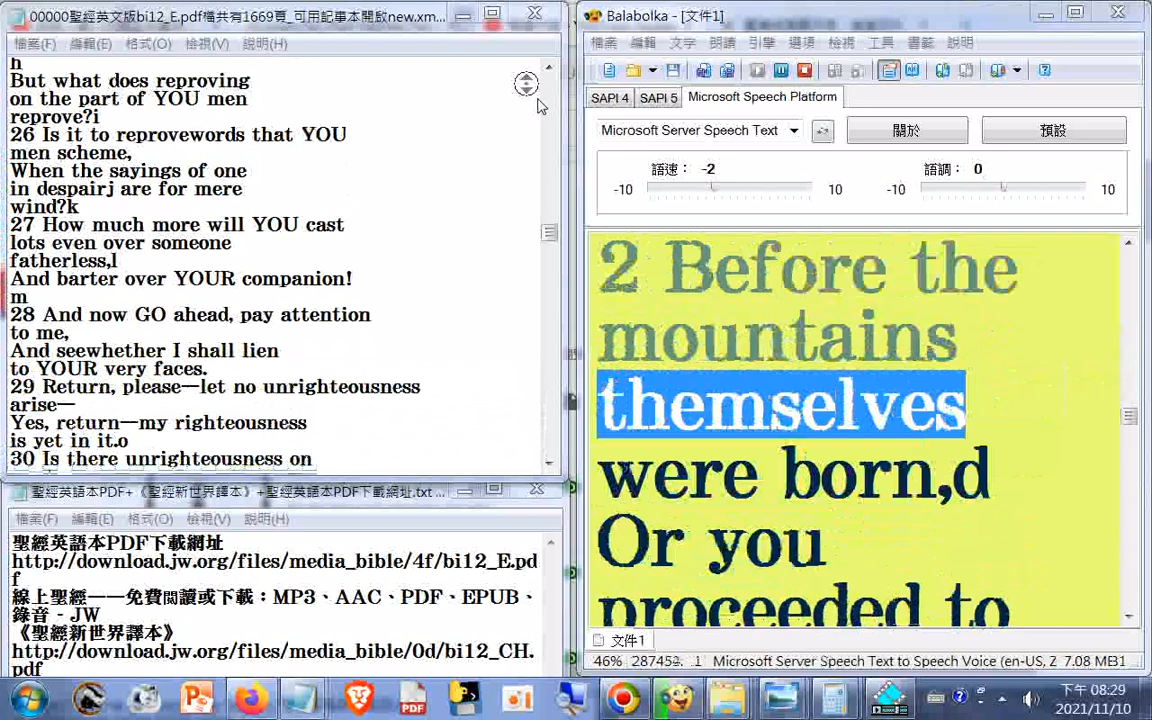 00000聖經英文版bi12_E.pdf檔共有1669頁_可用記事本開啟new.xm...
檔案(F) 編輯(E) 格式(O) 檢視(V) 說明(H)
h
But what does reproving
on the part of YOU men
reprove?i
26 Is it to reprovewords that YOU
men scheme,
When the sayings of one
in despairj are for mere
wind?k
27 How much more will YOU cast
lots even over someone
fatherless,l
And barter over YOUR companion!
m
28 And now GO ahead, pay attention
to me,
And seewhether I shall lien
to YOUR very faces.
29 Return, please—let no unrighteousness
arise—
Yes, return—my righteousness
is yet in it.o
30 Is there unrighteousness on
聖經英語本PDF+《聖經新世界譯本》+聖經英語本PDF下載網址.txt ...
檔案(F) 編輯(E) 格式(O) 檢視(V) 說明(H)
聖經英語本PDF下載網址
http://download.jw.org/files/media_bible/4f/bi12_E.pd
f
線上聖經——免費閱讀或下載：MP3、AAC、PDF、EPUB、
錄音 - JW
《聖經新世界譯本》
http://download.jw.org/files/media_bible/0d/bi12_CH.
pdf
Balabolka - [文件1]
檔案 編輯 文字 朗讀 引擎 選項 檢視 工具 書籤 說明
SAPI 4 SAPI 5 Microsoft Speech Platform
Microsoft Server Speech Text 關於 預設
語速： -2 語調： 0
-10 10 -10 10
2 Before the
mountains
themselves
were born,d
Or you
proceeded to
文件1
46% 287452. .1 Microsoft Server Speech Text to Speech Voice (en-US, Z 7.08 MB1
PDF
下午 08:29
2021/11/10